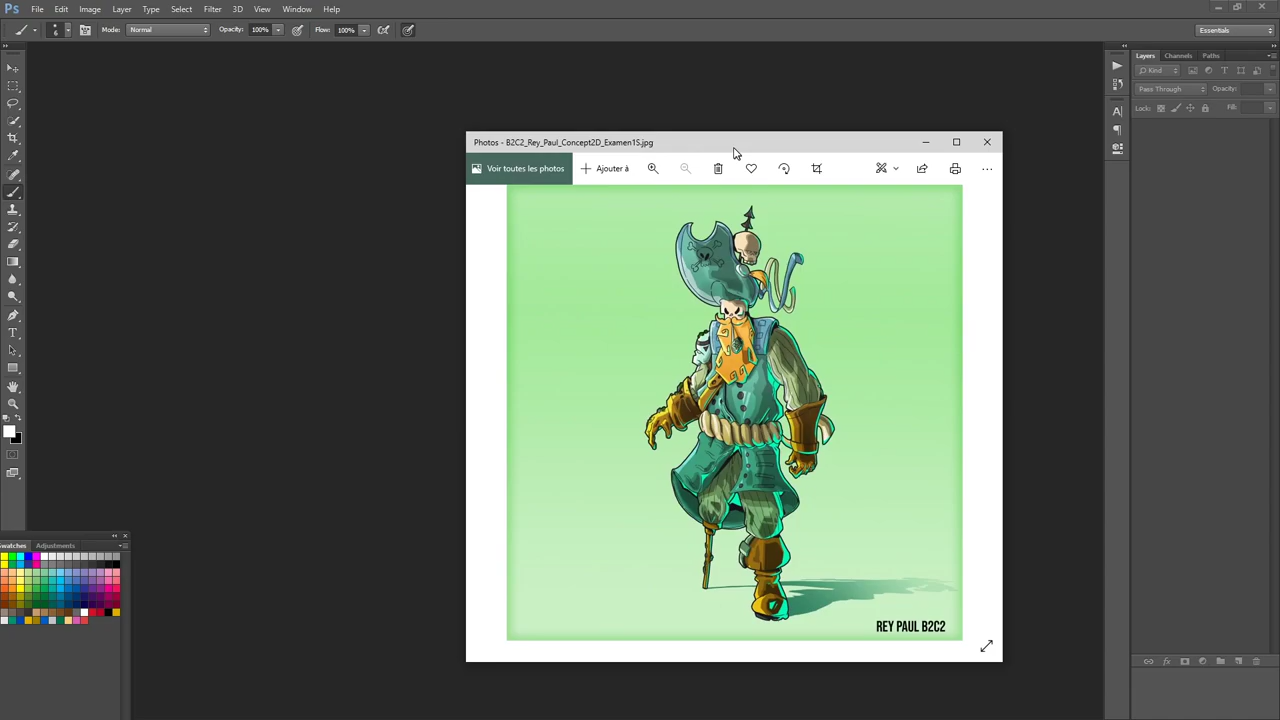 Ps File Edit Image Layer Type Select Filter 3D View Window Help
6 Mode: Normal Opacity: 100% Flow: 100% Essentials
Layers Channels Paths
Kind T
Pass Through Opacity:
Lock: Fill:
Photos - B2C2_Rey_Paul_Concept2D_Examen1S.jpg
Voir toutes les photos Ajouter à
REY PAUL B2C2
Swatches Adjustments